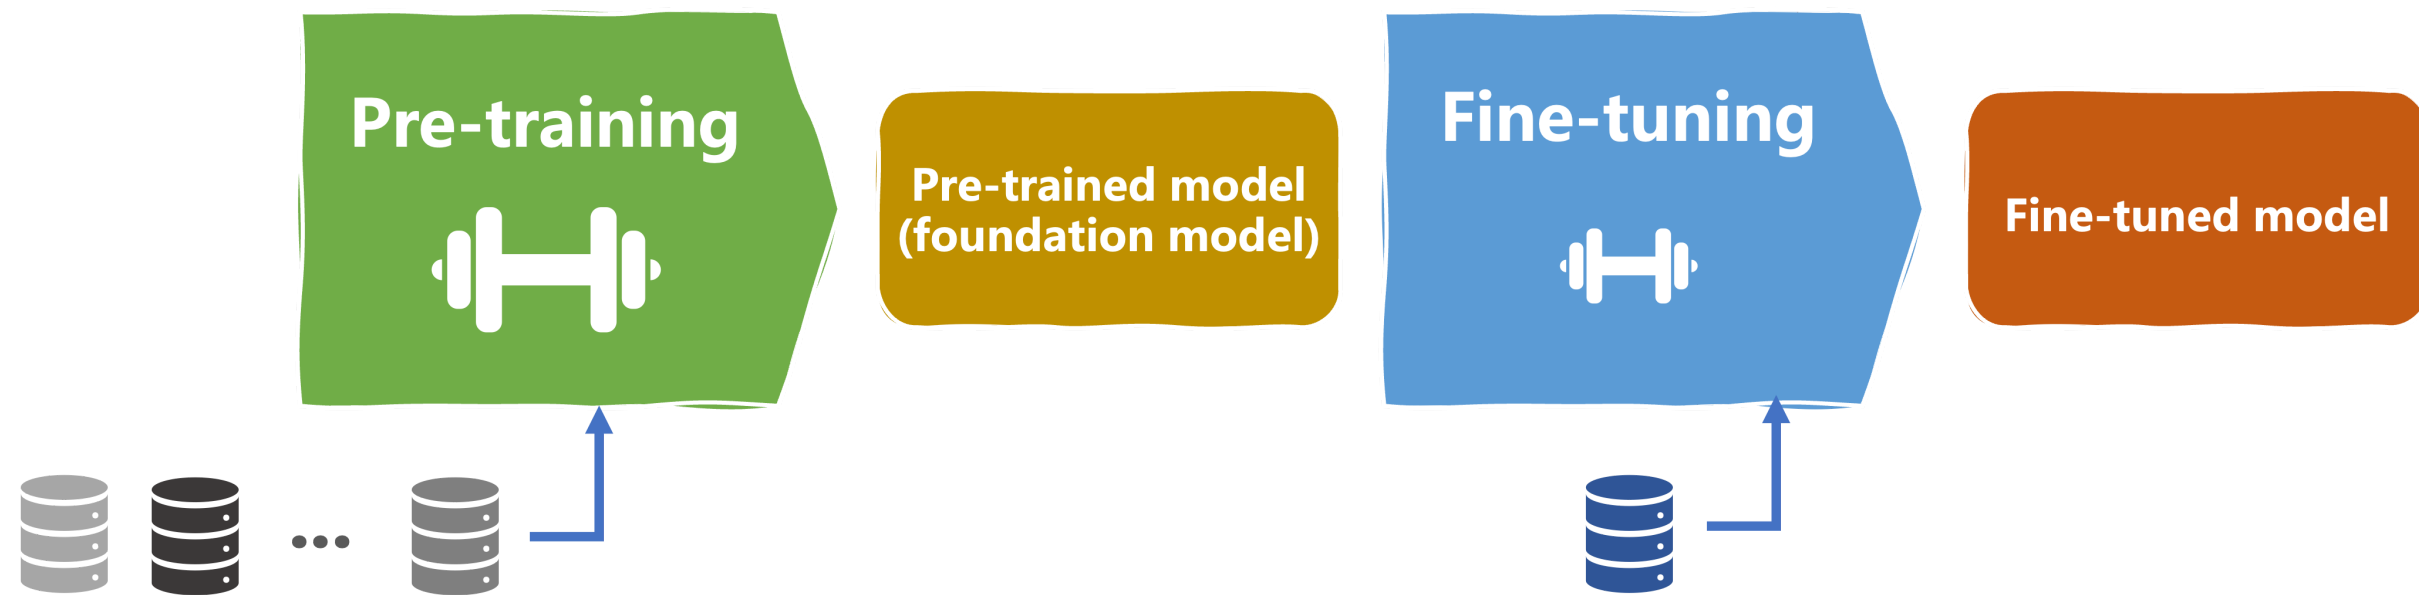 Pre-training
Pre-trained model
(foundation model)
Fine-tuning
Fine-tuned model